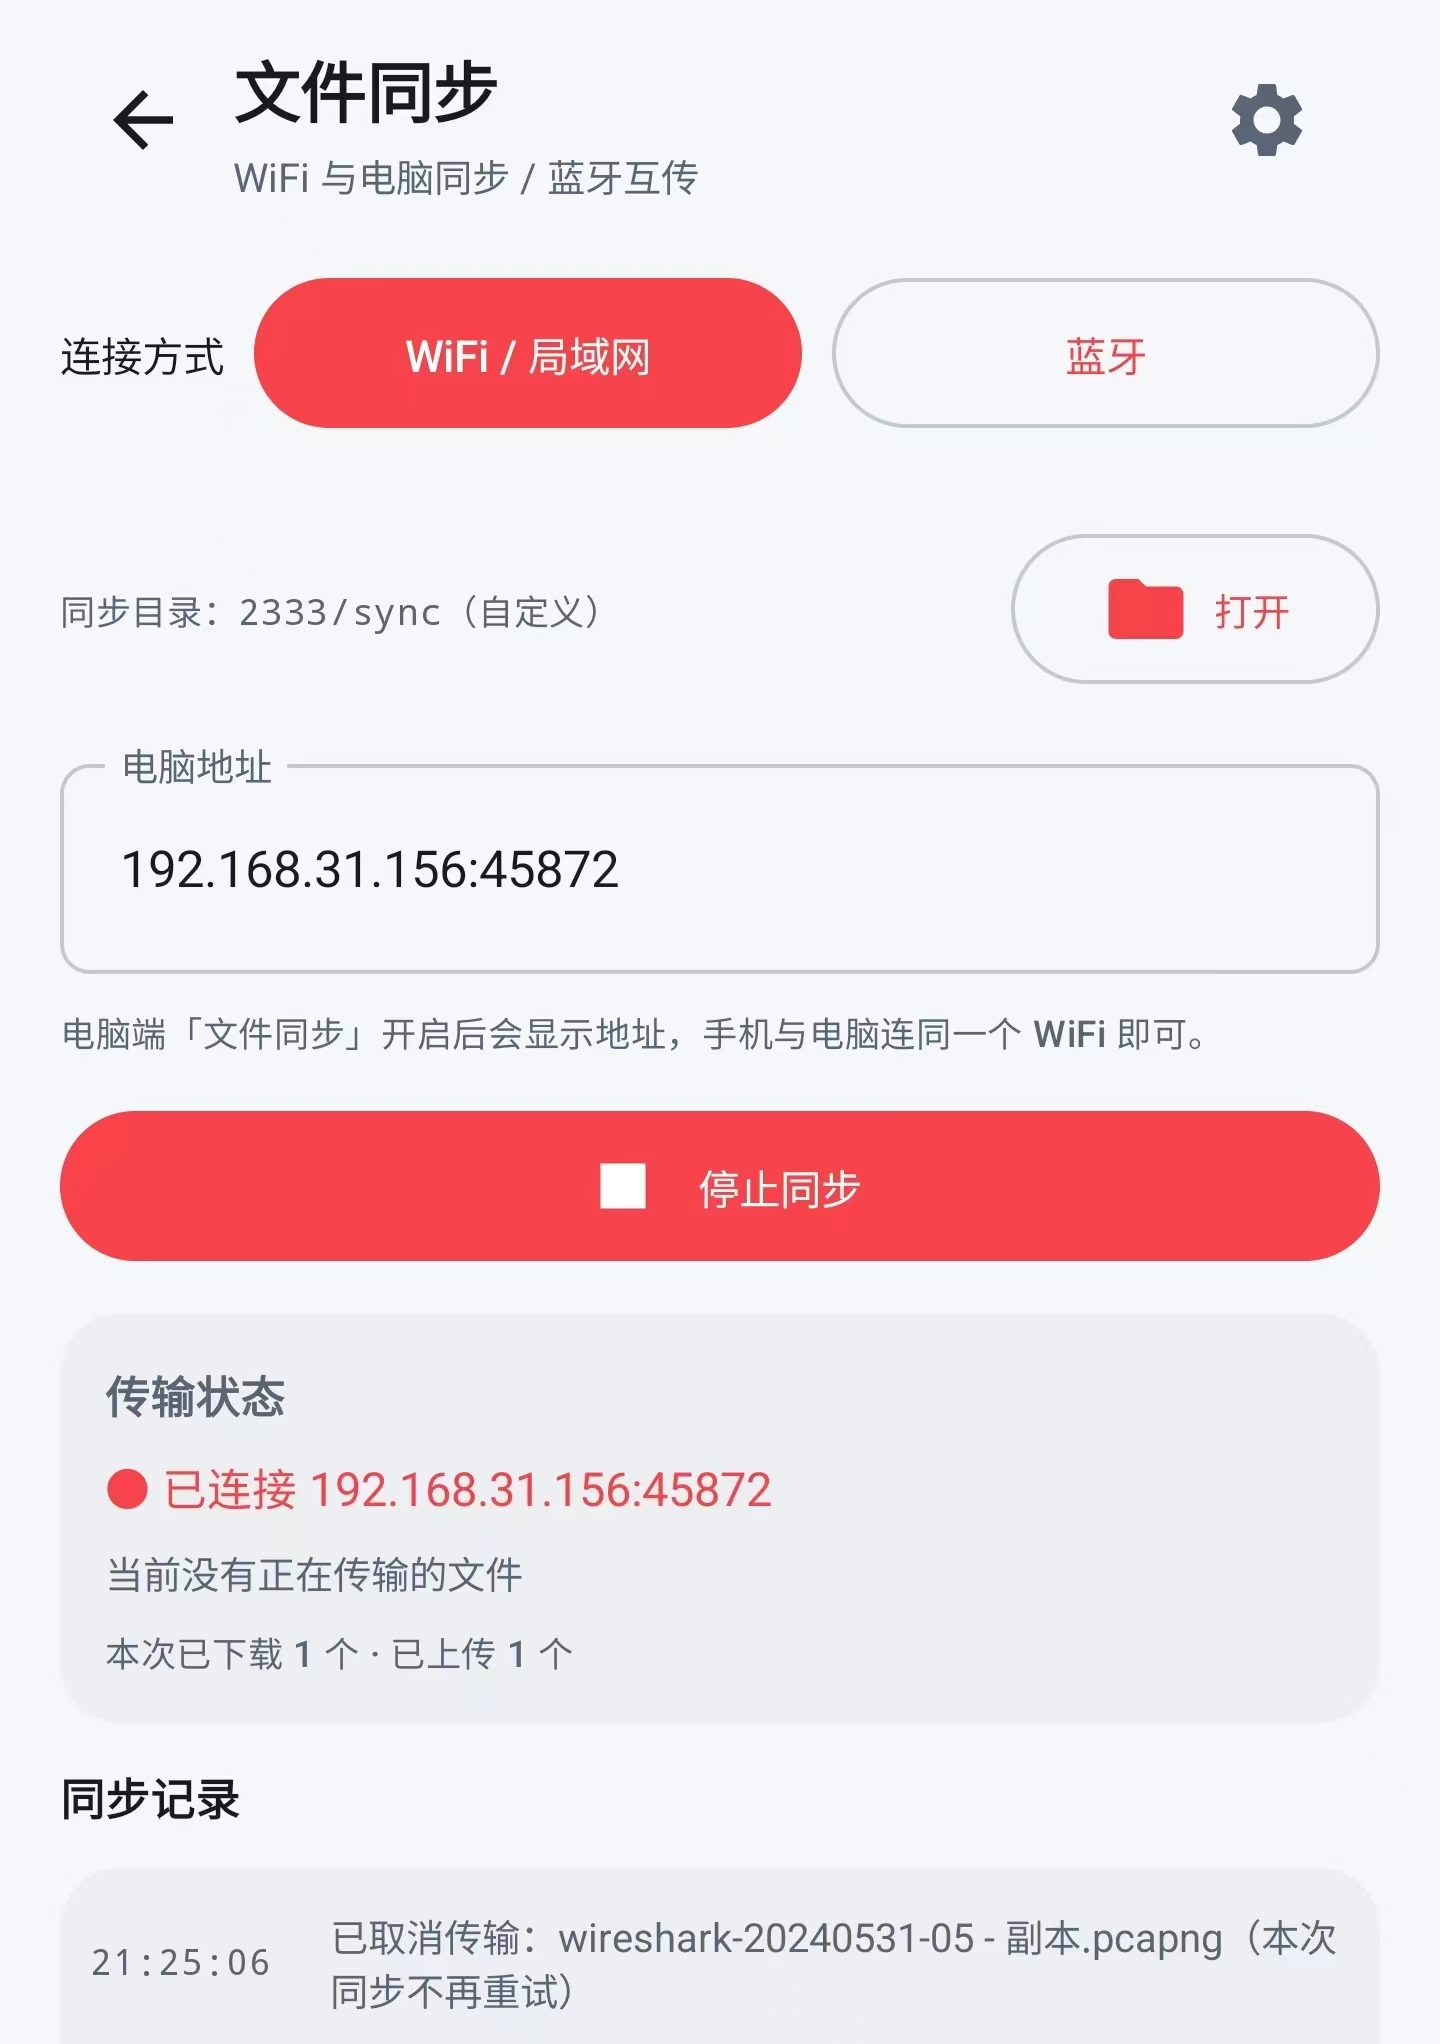 文件同步
WiFi 与电脑同步 / 蓝牙互传
连接方式
WiFi / 局域网
蓝牙
同步目录：2333/sync（自定义）
打开
电脑地址
192.168.31.156:45872
电脑端「文件同步」开启后会显示地址，手机与电脑连同一个 WiFi 即可。
停止同步
传输状态
已连接 192.168.31.156:45872
当前没有正在传输的文件
本次已下载 1 个 · 已上传 1 个
同步记录
21:25:06
已取消传输：wireshark-20240531-05 - 副本.pcapng（本次
同步不再重试）